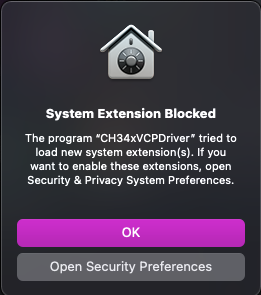 System Extension Blocked
The program “CH34xVCPDriver” tried to
load new system extension(s). If you
want to enable these extensions, open
Security & Privacy System Preferences.
OK
Open Security Preferences